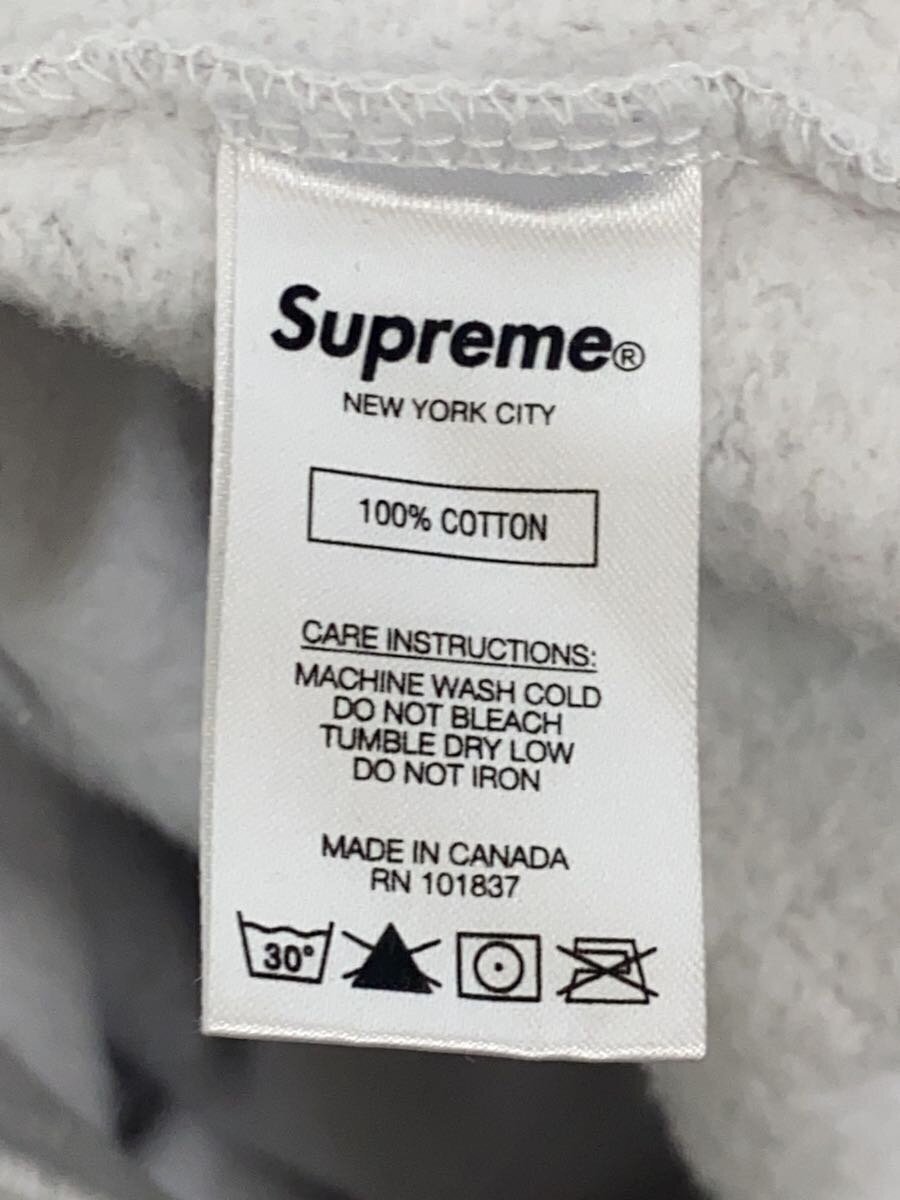 Supreme®
NEW YORK CITY
100% COTTON
CARE INSTRUCTIONS:
MACHINE WASH COLD
DO NOT BLEACH
TUMBLE DRY LOW
DO NOT IRON
MADE IN CANADA
RN 101837
30°